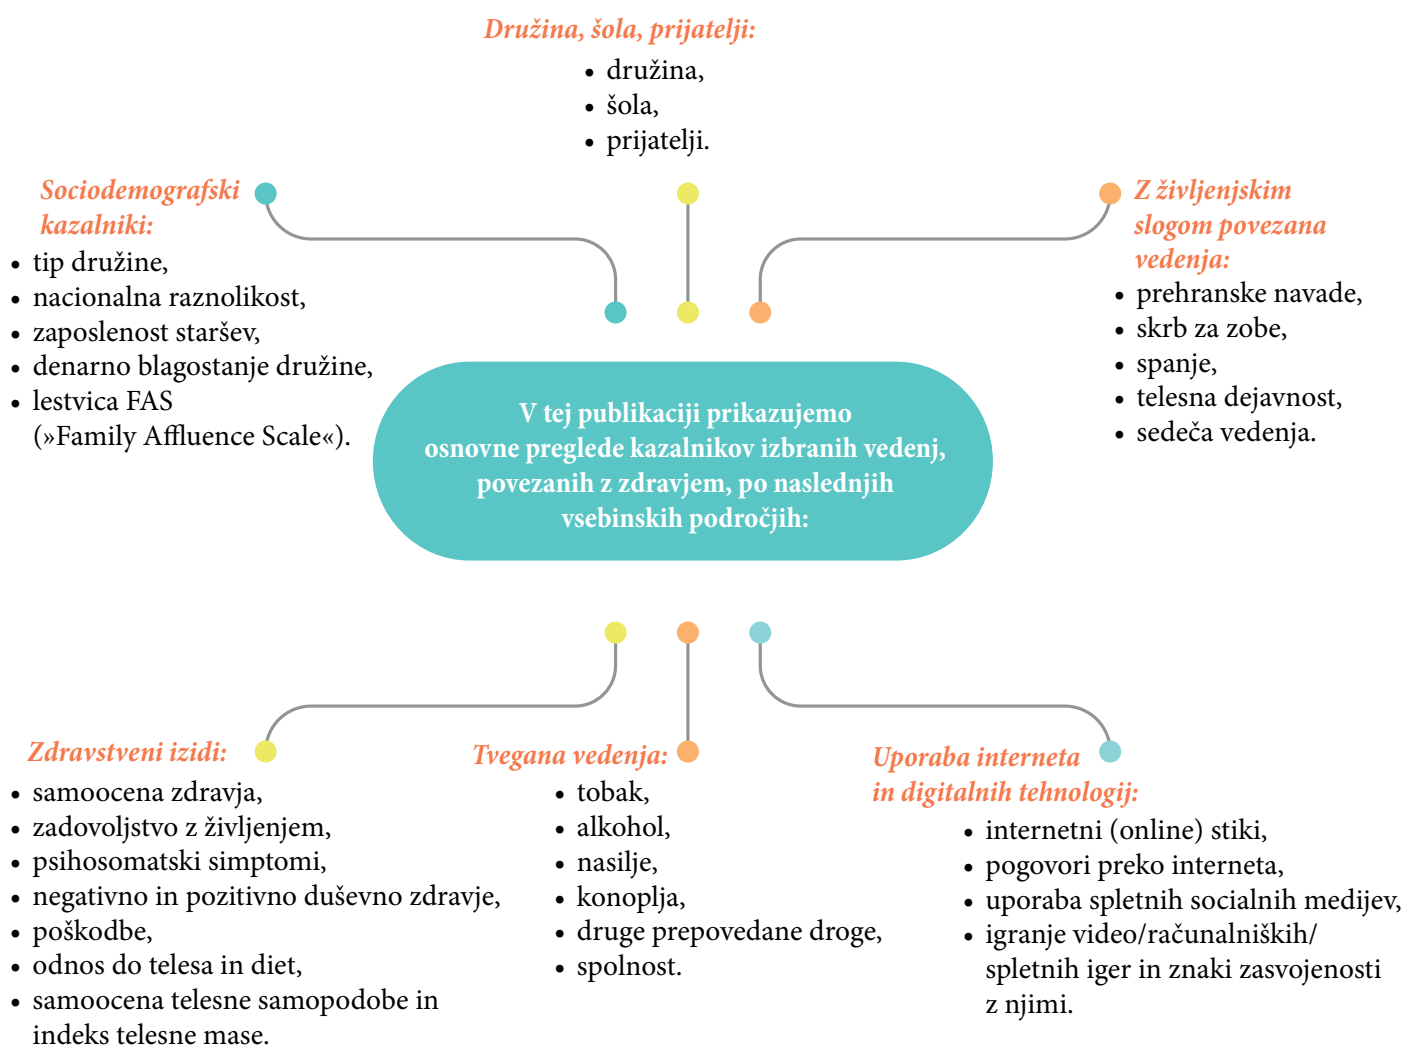 Družina, šola, prijatelji:
• družina,
• šola,
• prijatelji.
Sociodemografski
kazalniki:
• tip družine,
• nacionalna raznolikost,
• zaposlenost staršev,
• denarno blagostanje družine,
• lestvica FAS
(»Family Affluence Scale«).
Z življenjskim
slogom povezana
vedenja:
• prehranske navade,
• skrb za zobe,
• spanje,
• telesna dejavnost,
• sedeča vedenja.
V tej publikaciji prikazujemo
osnovne preglede kazalnikov izbranih vedenj,
povezanih z zdravjem, po naslednjih
vsebinskih področjih:
Zdravstveni izidi:
• samoocena zdravja,
• zadovoljstvo z življenjem,
• psihosomatski simptomi,
• negativno in pozitivno duševno zdravje,
• poškodbe,
• odnos do telesa in diet,
• samoocena telesne samopodobe in
indeks telesne mase.
Tvegana vedenja:
• tobak,
• alkohol,
• nasilje,
• konoplja,
• druge prepovedane droge,
• spolnost.
Uporaba interneta
in digitalnih tehnologij:
• internetni (online) stiki,
• pogovori preko interneta,
• uporaba spletnih socialnih medijev,
• igranje video/računalniških/
spletnih iger in znaki zasvojenosti
z njimi.